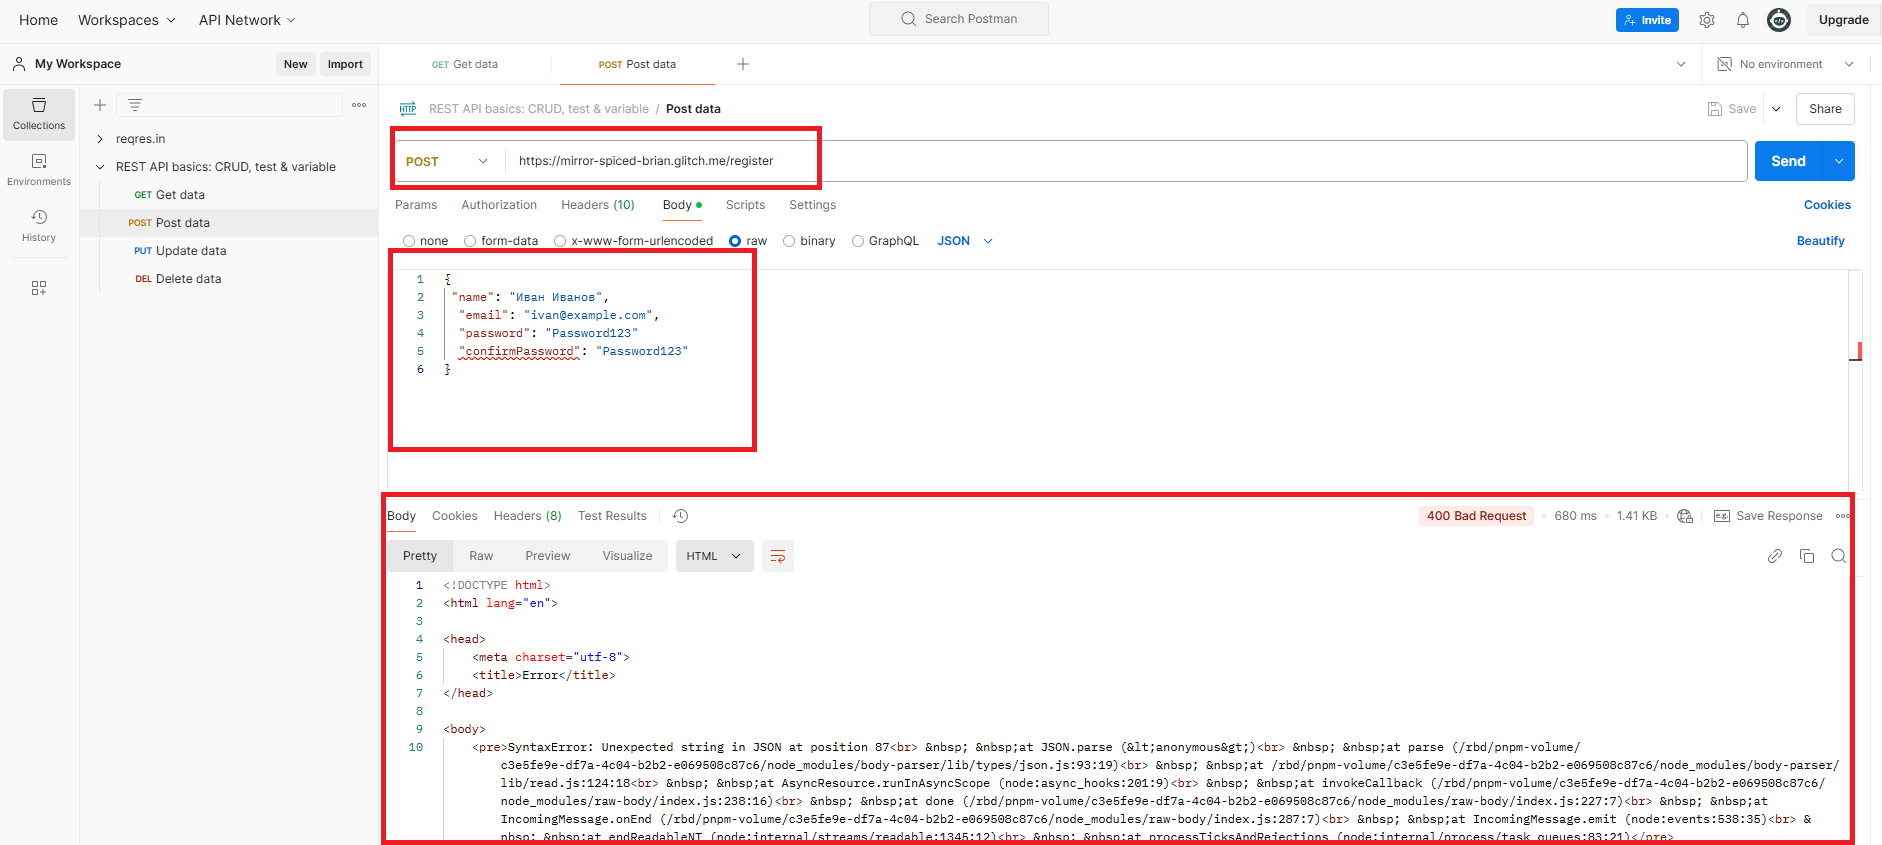 Home Workspaces API Network Search Postman Invite Upgrade
My Workspace New Import GET Get data POST Post data No environment
Collections
Environments
History
reqres.in
REST API basics: CRUD, test & variable
GET Get data
POST Post data
PUT Update data
DEL Delete data
HTTP REST API basics: CRUD, test & variable / Post data Save Share
POST https://mirror-spiced-brian.glitch.me/register Send
Params Authorization Headers (10) Body Scripts Settings Cookies
none form-data x-www-form-urlencoded raw binary GraphQL JSON Beautify
1 {
2 "name": "Иван Иванов",
3 "email": "ivan@example.com",
4 "password": "Password123"
5 "confirmPassword": "Password123"
6 }
Body Cookies Headers (8) Test Results 400 Bad Request 680 ms 1.41 KB e.g. Save Response
Pretty Raw Preview Visualize HTML
1 <!DOCTYPE html>
2 <html lang="en">
3
4 <head>
5 <meta charset="utf-8">
6 <title>Error</title>
7 </head>
8
9 <body>
10 <pre>SyntaxError: Unexpected string in JSON at position 87<br> &nbsp; &nbsp;at JSON.parse (&lt;anonymous&gt;)<br> &nbsp; &nbsp;at parse (/rbd/pnpm-volume/
c3e5fe9e-df7a-4c04-b2b2-e069508c87c6/node_modules/body-parser/lib/types/json.js:93:19)<br> &nbsp; &nbsp;at /rbd/pnpm-volume/c3e5fe9e-df7a-4c04-b2b2-e069508c87c6/node_modules/body-parser/
lib/read.js:124:18<br> &nbsp; &nbsp;at AsyncResource.runInAsyncScope (node:async_hooks:201:9)<br> &nbsp; &nbsp;at invokeCallback (/rbd/pnpm-volume/c3e5fe9e-df7a-4c04-b2b2-e069508c87c6/
node_modules/raw-body/index.js:238:16)<br> &nbsp; &nbsp;at done (/rbd/pnpm-volume/c3e5fe9e-df7a-4c04-b2b2-e069508c87c6/node_modules/raw-body/index.js:227:7)<br> &nbsp; &nbsp;at
IncomingMessage.onEnd (/rbd/pnpm-volume/c3e5fe9e-df7a-4c04-b2b2-e069508c87c6/node_modules/raw-body/index.js:287:7)<br> &nbsp; &nbsp;at IncomingMessage.emit (node:events:538:35)<br> &
nbsp; &nbsp;at endReadableNT (node:internal/streams/readable:1345:12)<br> &nbsp; &nbsp;at processTicksAndRejections (node:internal/process/task_queues:83:21)</pre>